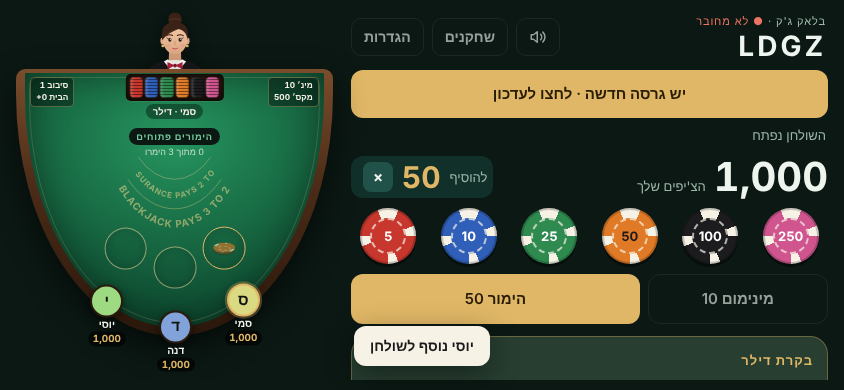 בלאק ג׳ק · לא מחובר
LDGZ
שחקנים
הגדרות
יש גרסה חדשה · לחצו לעדכון
השולחן נפתח
1,000 הצ'יפים שלך
להוסיף 50 ×
5 10 25 50 100 250
מינימום 10
הימור 50
בקרת דילר
יוסי נוסף לשולחן
סיבוב 1
הבית 0+
מינ׳ 10
מקס׳ 500
סמי · דילר
הימורים פתוחים
0 מתוך 3 הימרו
SURANCE PAYS 2 TO
BLACKJACK PAYS 3 TO 2
י
יוסי
1,000
ד
דנה
1,000
ס
סמי
1,000